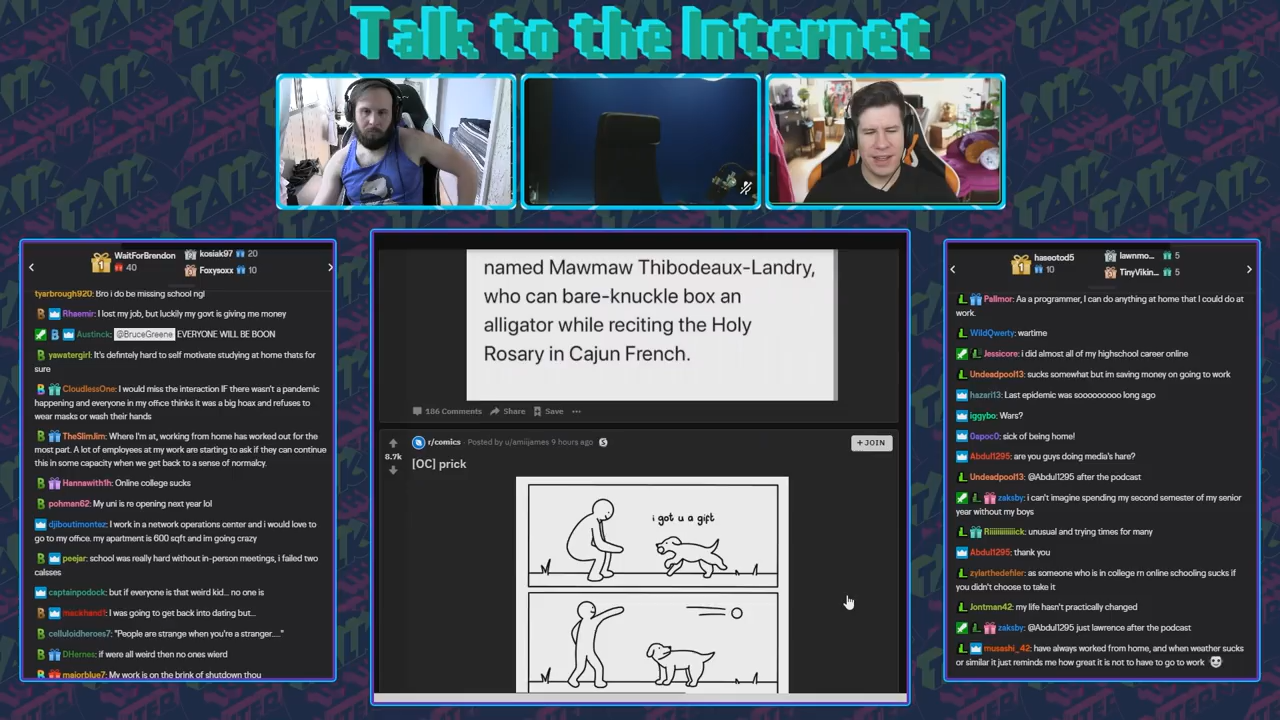 Talk to the Internet
WaitForBrendon
40
kosiak97 20
Foxysoxx 10
tyarbrough920: Bro i do be missing school ngl
Rhaemir: I lost my job, but luckily my govt is giving me money
Austinck: @BruceGreene EVERYONE WILL BE BOON
yawatergirl: It's definitely hard to self motivate studying at home thats for
sure
CloudlessOne: I would miss the interaction IF there wasn't a pandemic
happening and everyone in my office thinks it was a big hoax and refuses to
wear masks or wash their hands
TheSlimJim: Where I'm at, working from home has worked out for the
most part. A lot of employees at my work are starting to ask if they can continue
this in some capacity when we get back to a sense of normalcy.
Hannawith1h: Online college sucks
pohman62: My uni is re opening next year lol
djiboutimontez: I work in a network operations center and i would love to
go to my office. my apartment is 600 sqft and im going crazy
peejar: school was really hard without in-person meetings, i failed two
calsses
captainpodock: but if everyone is that weird kid... no one is
mackhand1: I was going to get back into dating but...
celluloidheroes7: "People are strange when you're a stranger...."
DHernes: if were all weird then no ones wierd
majorblue7: My work is on the brink of shutdown thou
named Mawmaw Thibodeaux-Landry,
who can bare-knuckle box an
alligator while reciting the Holy
Rosary in Cajun French.
186 Comments Share Save
r/comics Posted by u/amiijames 9 hours ago
+ JOIN
8.7k
[OC] prick
i got u a gift
haseotod5
10
lawnmo... 5
TinyVikin... 5
Pallmor: Aa a programmer, I can do anything at home that I could do at
work.
WildQwerty: wartime
Jessicore: i did almost all of my highschool career online
Undeadpool13: sucks somewhat but im saving money on going to work
hazari13: Last epidemic was sooooooooo long ago
iggybo: Wars?
0apoc0: sick of being home!
Abdul1295: are you guys doing media's hare?
Undeadpool13: @Abdul1295 after the podcast
zaksby: i can't imagine spending my second semester of my senior
year without my boys
unusual and trying times for many
Abdul1295: thank you
zylarthedefiler: as someone who is in college rn online schooling sucks if
you didn't choose to take it
Jontman42: my life hasn't practically changed
zaksby: @Abdul1295 just lawrence after the podcast
musashi_42: have always worked from home, and when weather sucks
or similar it just reminds me how great it is not to have to go to work